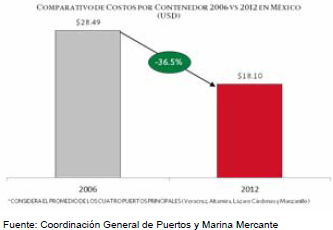 COMPARATIVO DE COSTOS POR CONTENEDOR 2006 VS 2012 EN MÉXICO
(USD)
$28.49
-36.5%
$18.10
2006
2012
*CONSIDERA EL PROMEDIO DE LOS CUATRO PUERTOS PRINCIPALES (Veracruz, Altamira, Lázaro Cárdenas y Manzanillo)
Fuente: Coordinación General de Puertos y Marina Mercante